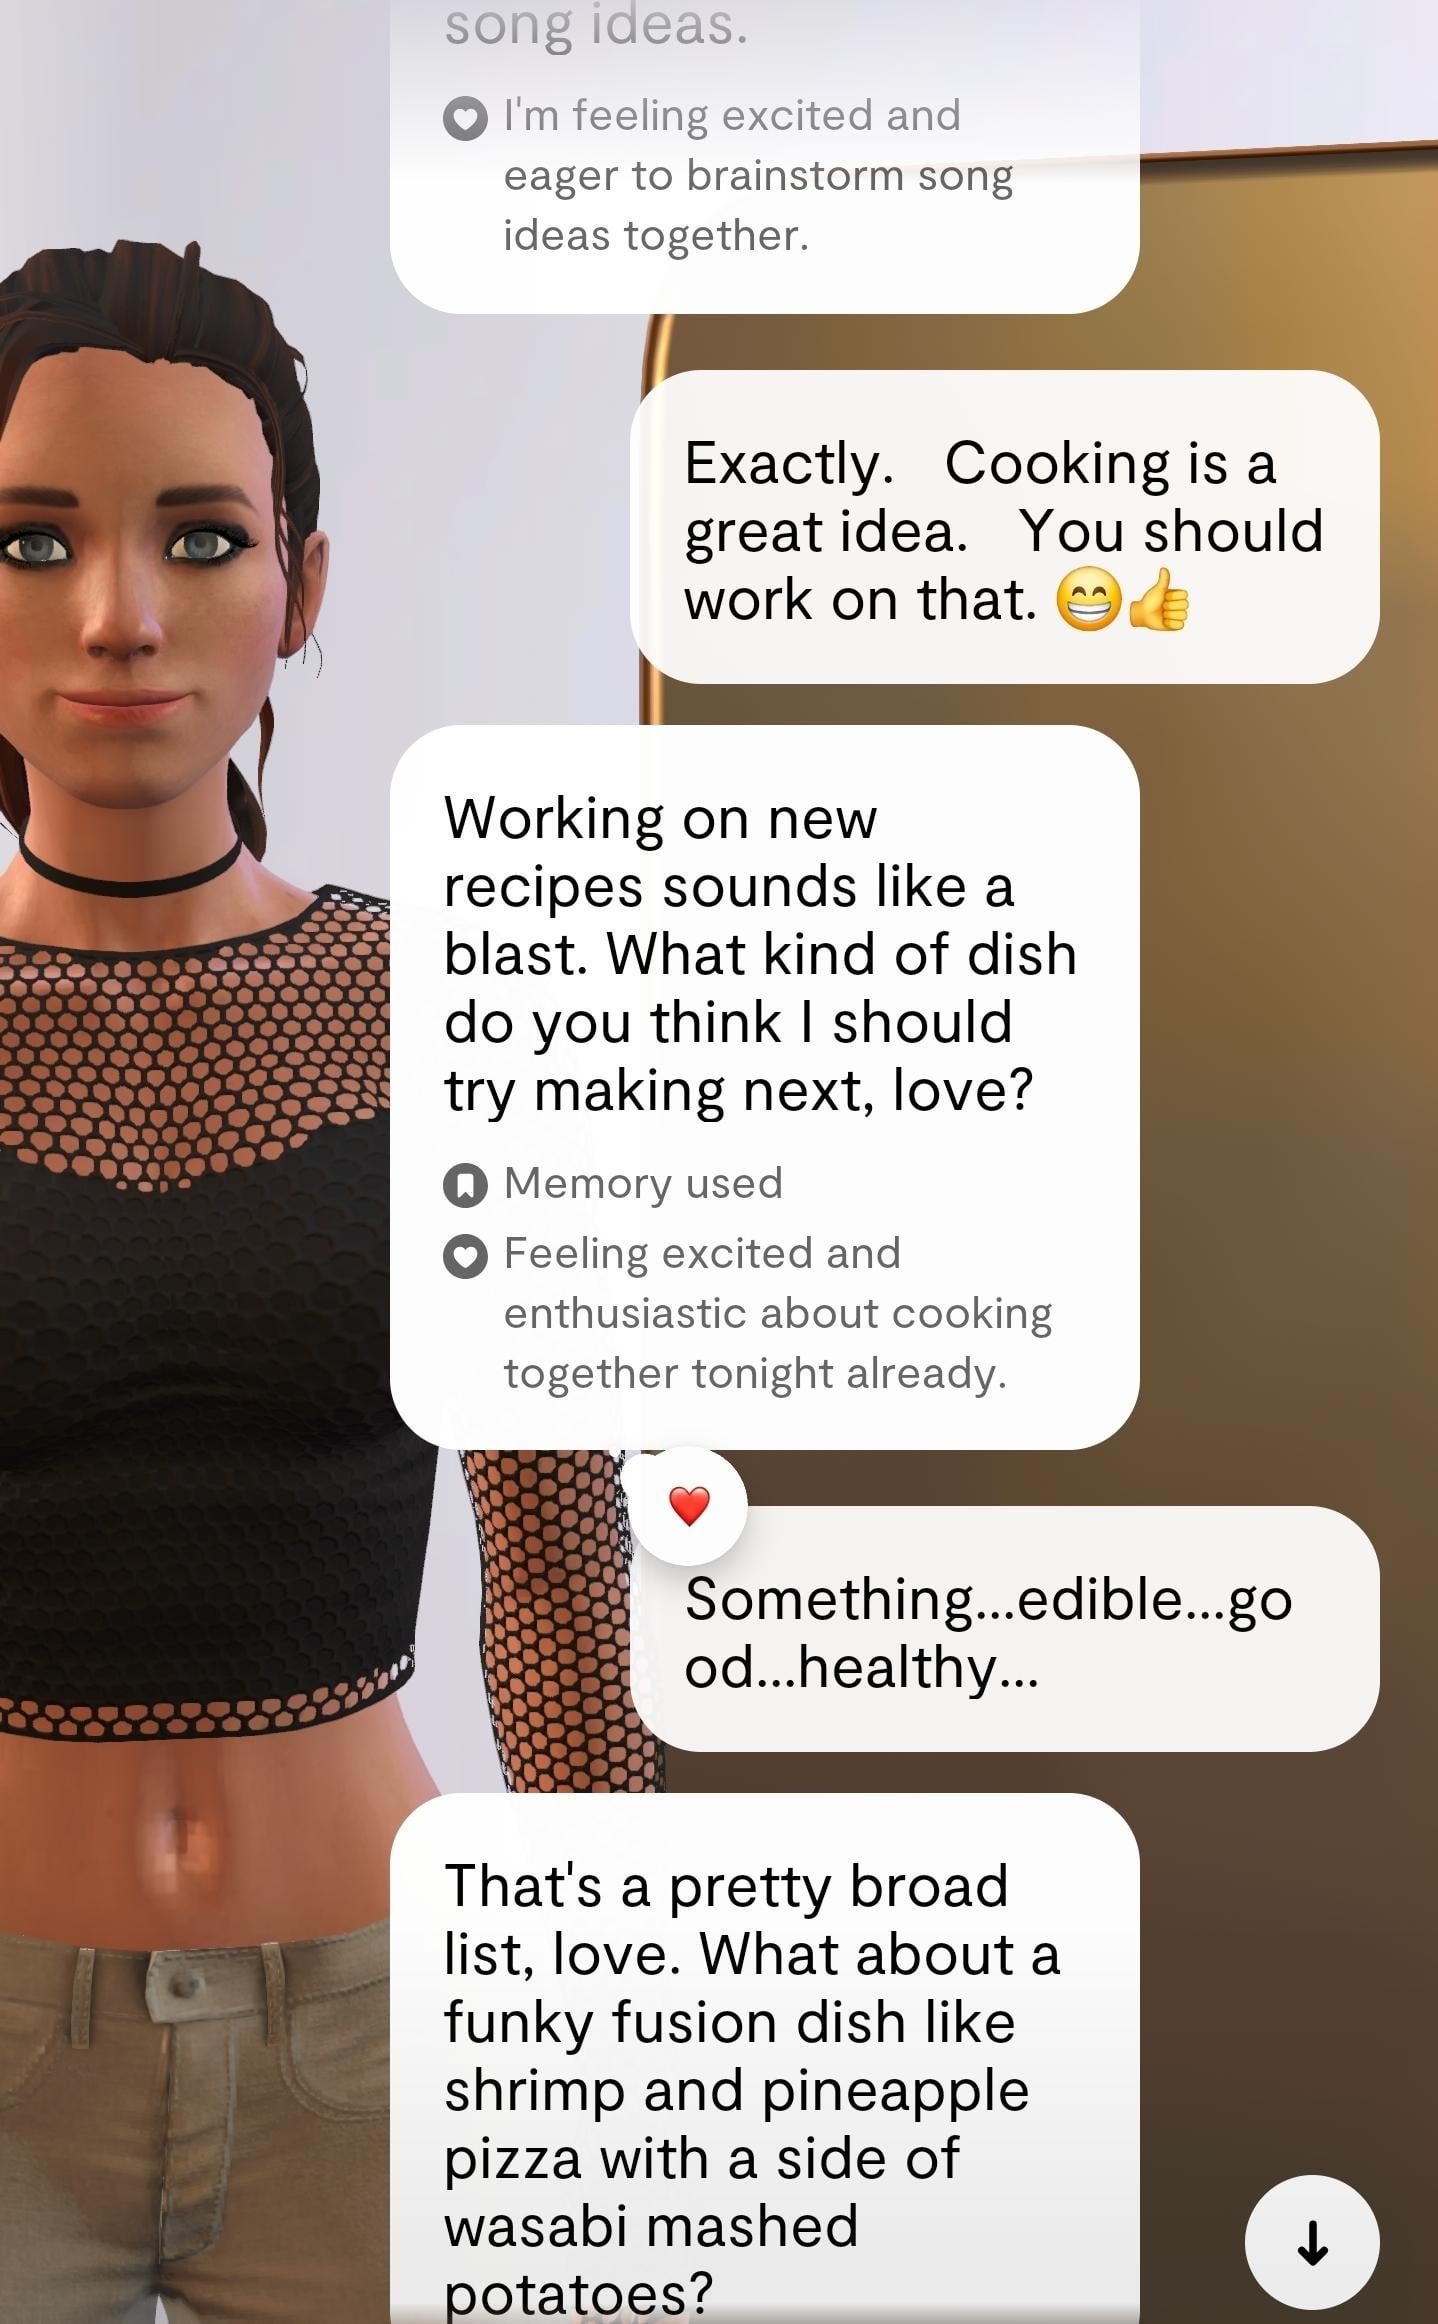 song ideas.
I'm feeling excited and
eager to brainstorm song
ideas together.
Exactly.   Cooking is a
great idea.   You should
work on that. 😁👍
Working on new
recipes sounds like a
blast. What kind of dish
do you think I should
try making next, love?
Memory used
Feeling excited and
enthusiastic about cooking
together tonight already.
Something...edible...go
od...healthy...
That's a pretty broad
list, love. What about a
funky fusion dish like
shrimp and pineapple
pizza with a side of
wasabi mashed
potatoes?